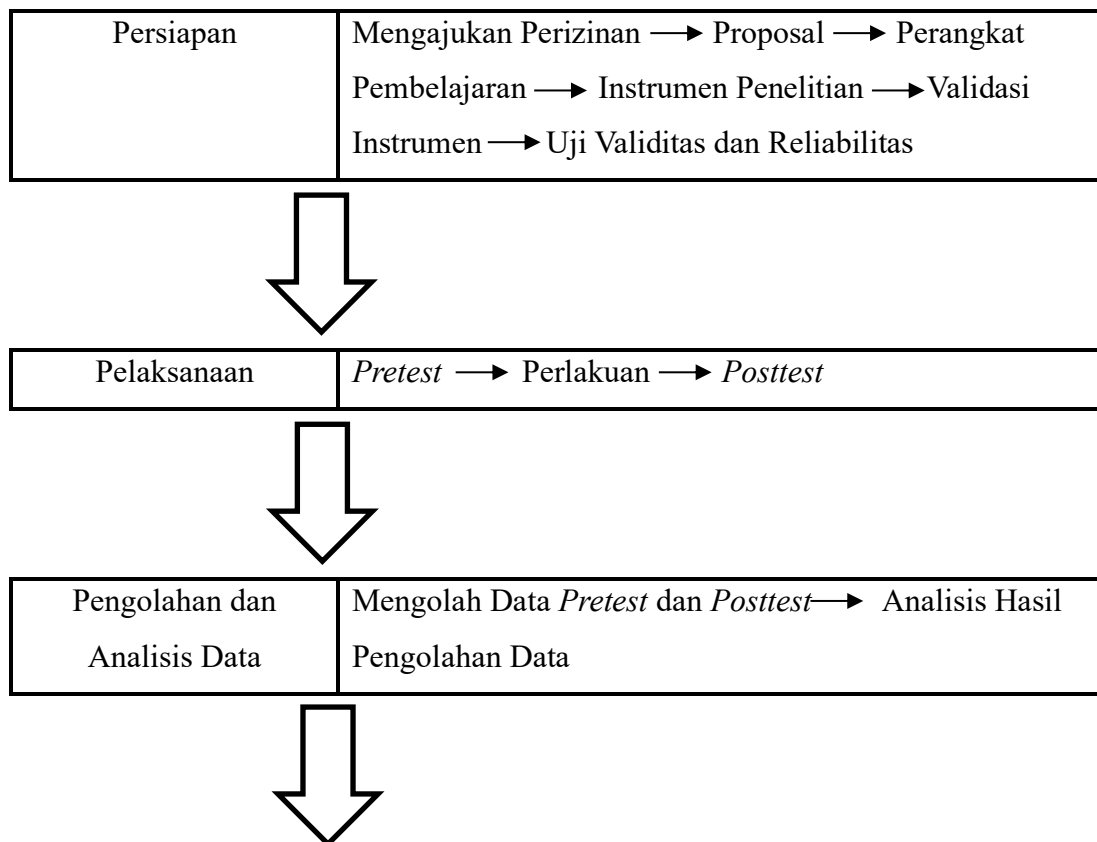 Persiapan
Mengajukan Perizinan → Proposal → Perangkat
Pembelajaran → Instrumen Penelitian → Validasi
Instrumen → Uji Validitas dan Reliabilitas
Pelaksanaan
Pretest → Perlakuan → Posttest
Pengolahan dan
Analisis Data
Mengolah Data Pretest dan Posttest → Analisis Hasil
Pengolahan Data